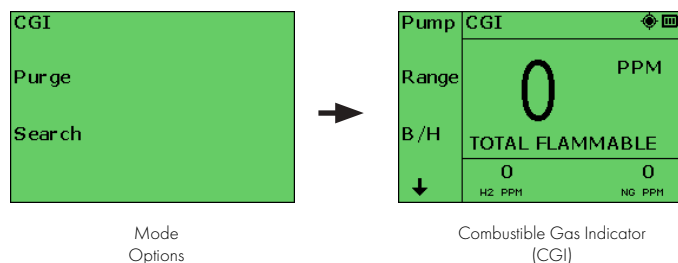 CGI
Purge
Search
Mode
Options
Pump
Range
B/H
CGI
PPM
0
TOTAL FLAMMABLE
0
H2 PPM
0
NG PPM
Combustible Gas Indicator
(CGI)